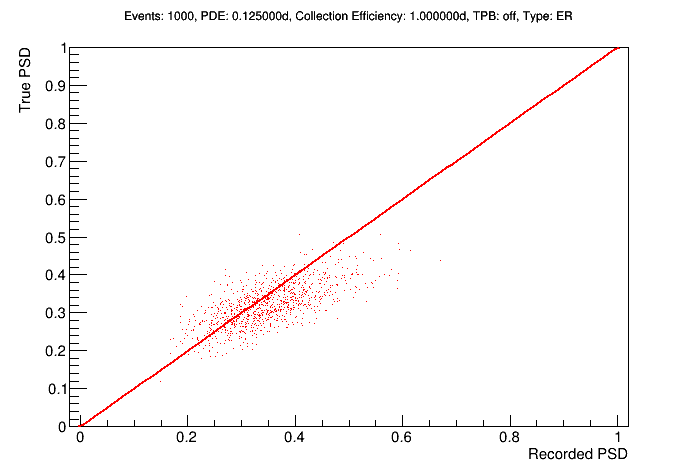 Events: 1000, PDE: 0.125000d, Collection Efficiency: 1.000000d, TPB: off, Type: ER
True PSD
1
0.9
0.8
0.7
0.6
0.5
0.4
0.3
0.2
0.1
0
0 0.2 0.4 0.6 0.8 1
Recorded PSD